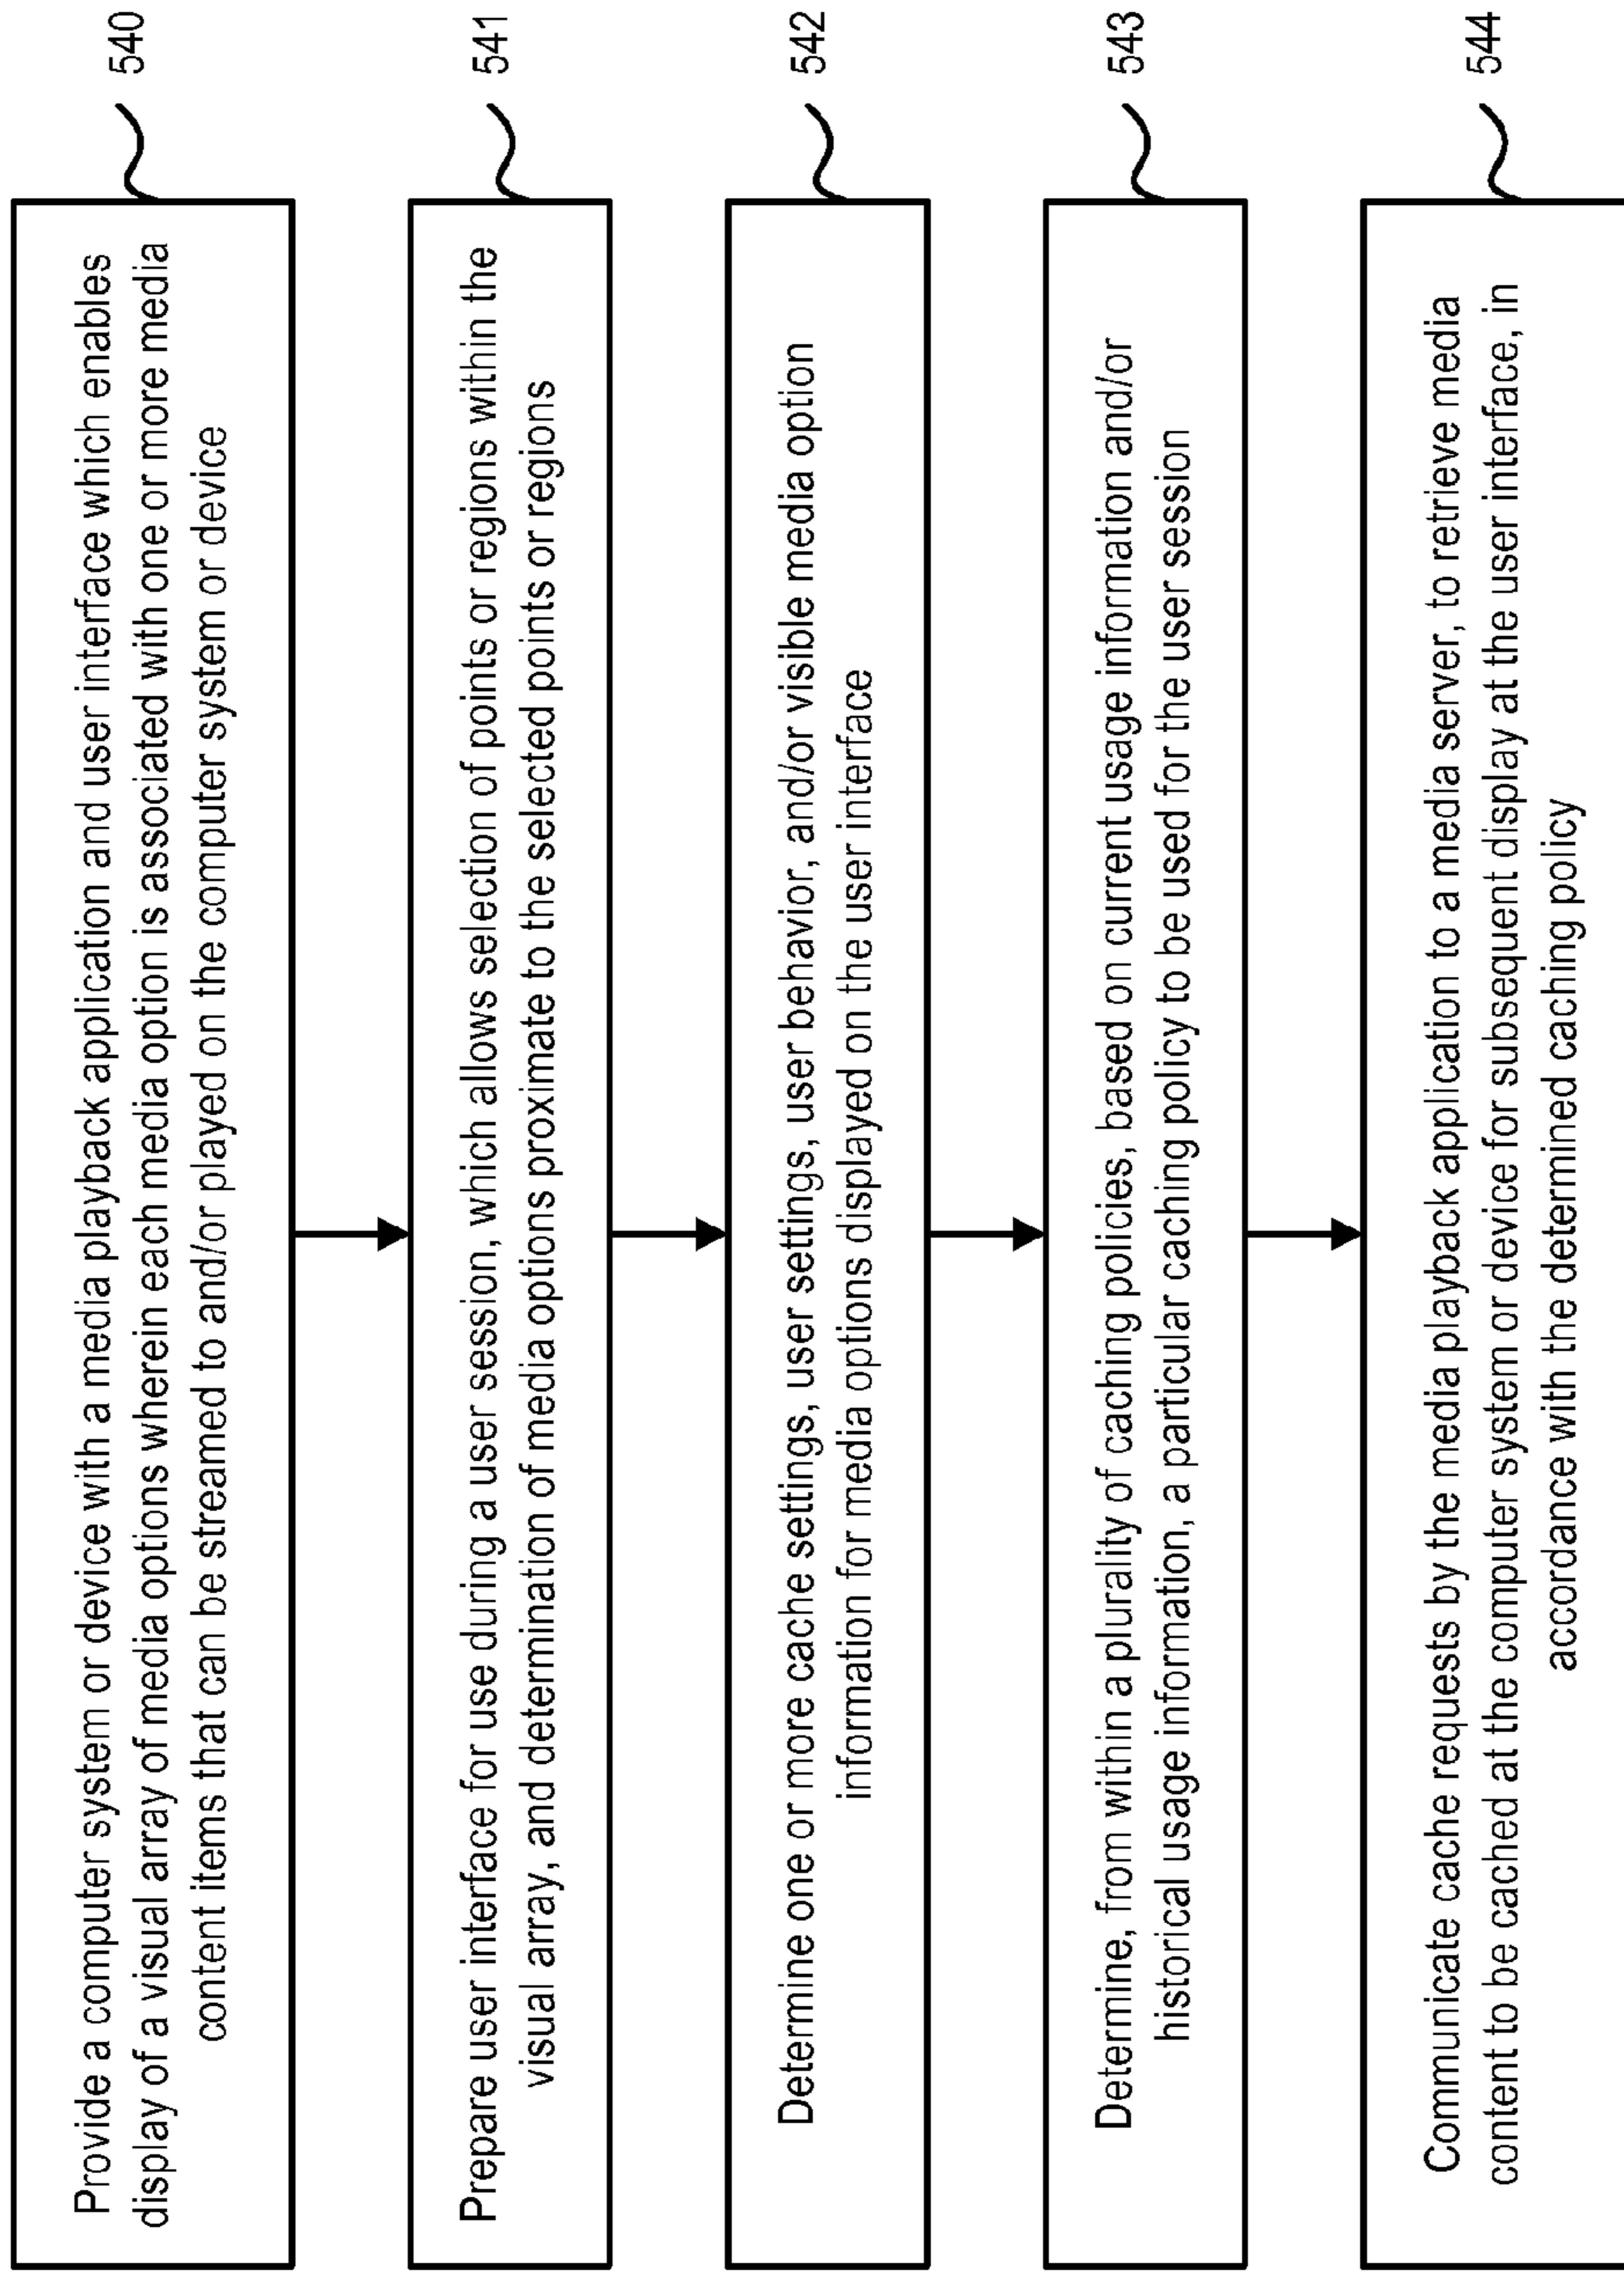 Provide a computer system or device with a media playback application and user interface which enables
display of a visual array of media options wherein each media option is associated with one or more media
content items that can be streamed to and/or played on the computer system or device
540
Prepare user interface for use during a user session, which allows selection of points or regions within the
visual array, and determination of media options proximate to the selected points or regions
541
Determine one or more cache settings, user settings, user behavior, and/or visible media option
information for media options displayed on the user interface
542
Determine, from within a plurality of caching policies, based on current usage information and/or
historical usage information, a particular caching policy to be used for the user session
543
Communicate cache requests by the media playback application to a media server, to retrieve media
content to be cached at the computer system or device for subsequent display at the user interface, in
accordance with the determined caching policy
544